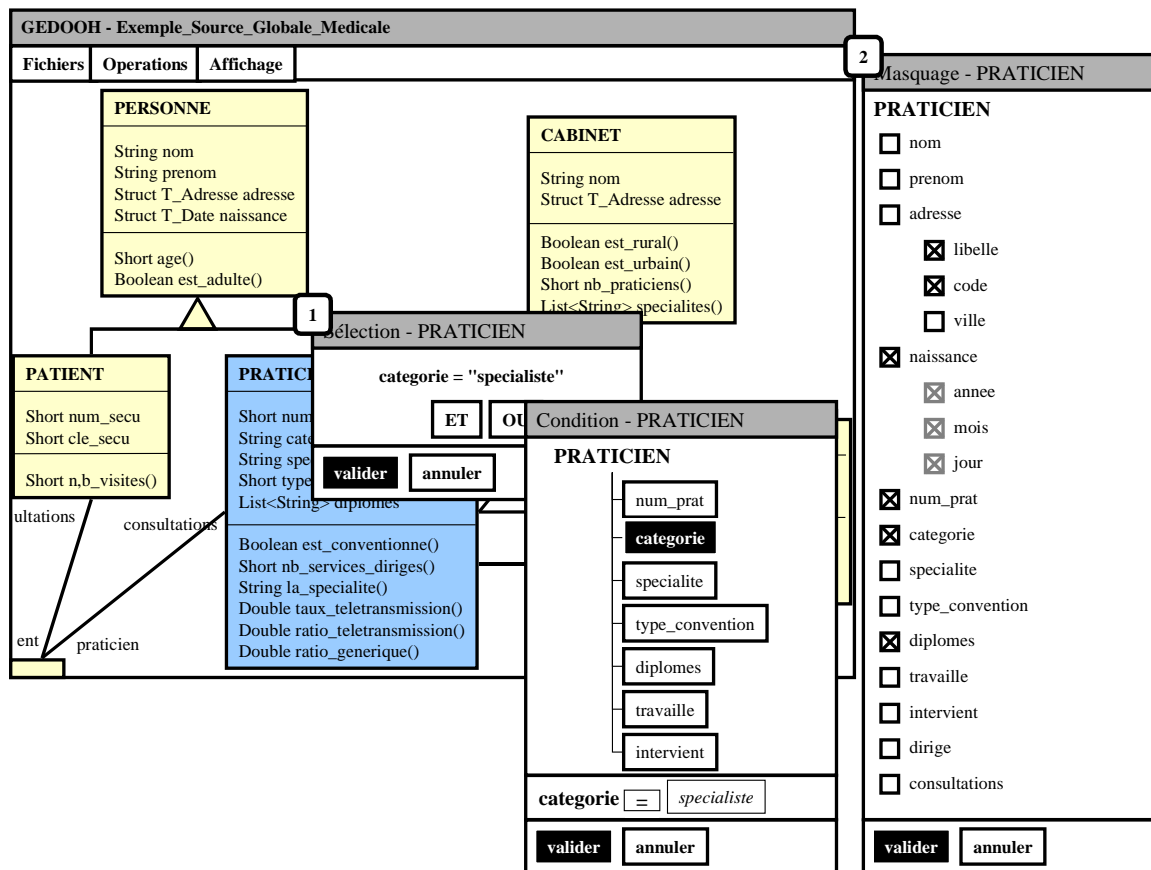 GEDOOH - Exemple_Source_Globale_Medicale
Fichiers Operations Affichage
PERSONNE
String nom
String prenom
Struct T_Adresse adresse
Struct T_Date naissance
Short age()
Boolean est_adulte()
CABINET
String nom
Struct T_Adresse adresse
Boolean est_rural()
Boolean est_urbain()
Short nb_praticiens()
List<String> specialites()
PATIENT
Short num_secu
Short cle_secu
Short n,b_visites()
PRATICI
Short num
String cate
String spe
Short type
List<String> diplomes
Boolean est_conventionne()
Short nb_services_diriges()
String la_specialite()
Double taux_teletransmission()
Double ratio_teletransmission()
Double ratio_generique()
ultations
consultations
ent
praticien
1
Sélection - PRATICIEN
categorie = "specialiste"
ET OU
valider annuler
Condition - PRATICIEN
PRATICIEN
num_prat
categorie
specialite
type_convention
diplomes
travaille
intervient
categorie = specialiste
valider annuler
2
Masquage - PRATICIEN
PRATICIEN
nom
prenom
adresse
libelle
code
ville
naissance
annee
mois
jour
num_prat
categorie
specialite
type_convention
diplomes
travaille
intervient
dirige
consultations
valider annuler